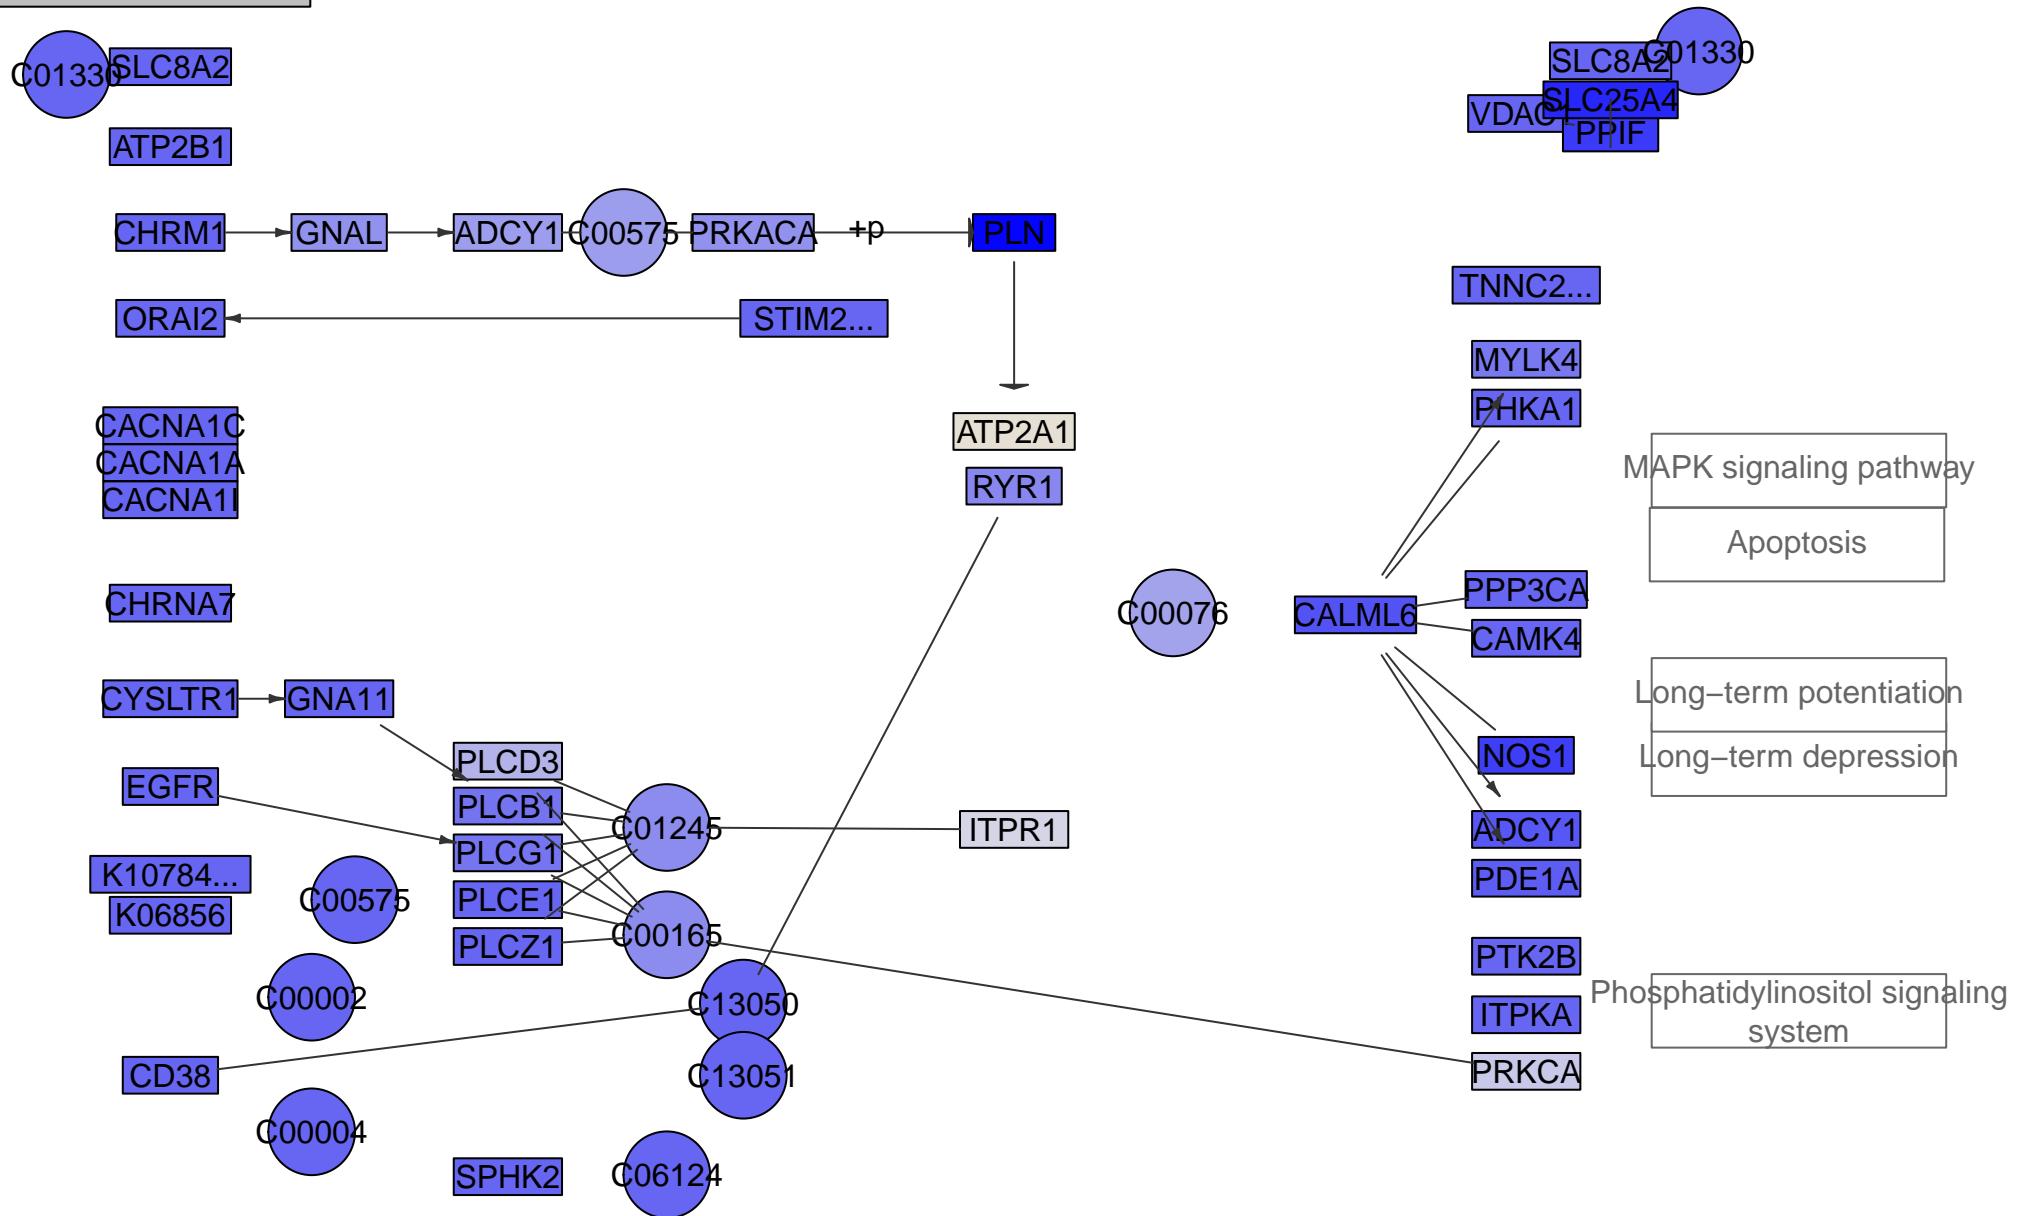 C01330
SLC8A2
SLC8A2
C01330
SLC25A4
VDAC1
PPIF
ATP2B1
CHRM1
GNAL
ADCY1
C00575
PRKACA
+p
PLN
TNNC2...
ORAI2
STIM2...
MYLK4
PHKA1
CACNA1C
CACNA1A
CACNA1I
ATP2A1
RYR1
MAPK signaling pathway
Apoptosis
CHRNA7
C00076
CALML6
PPP3CA
CAMK4
CYSLTR1
GNA11
Long−term potentiation
Long−term depression
NOS1
PLCD3
EGFR
PLCB1
C01245
ITPR1
ADCY1
PLCG1
K10784...
K06856
C00575
PLCE1
PDE1A
PLCZ1
C00165
PTK2B
C00002
C13050
ITPKA
Phosphatidylinositol signaling
system
CD38
C13051
PRKCA
C00004
SPHK2
C06124